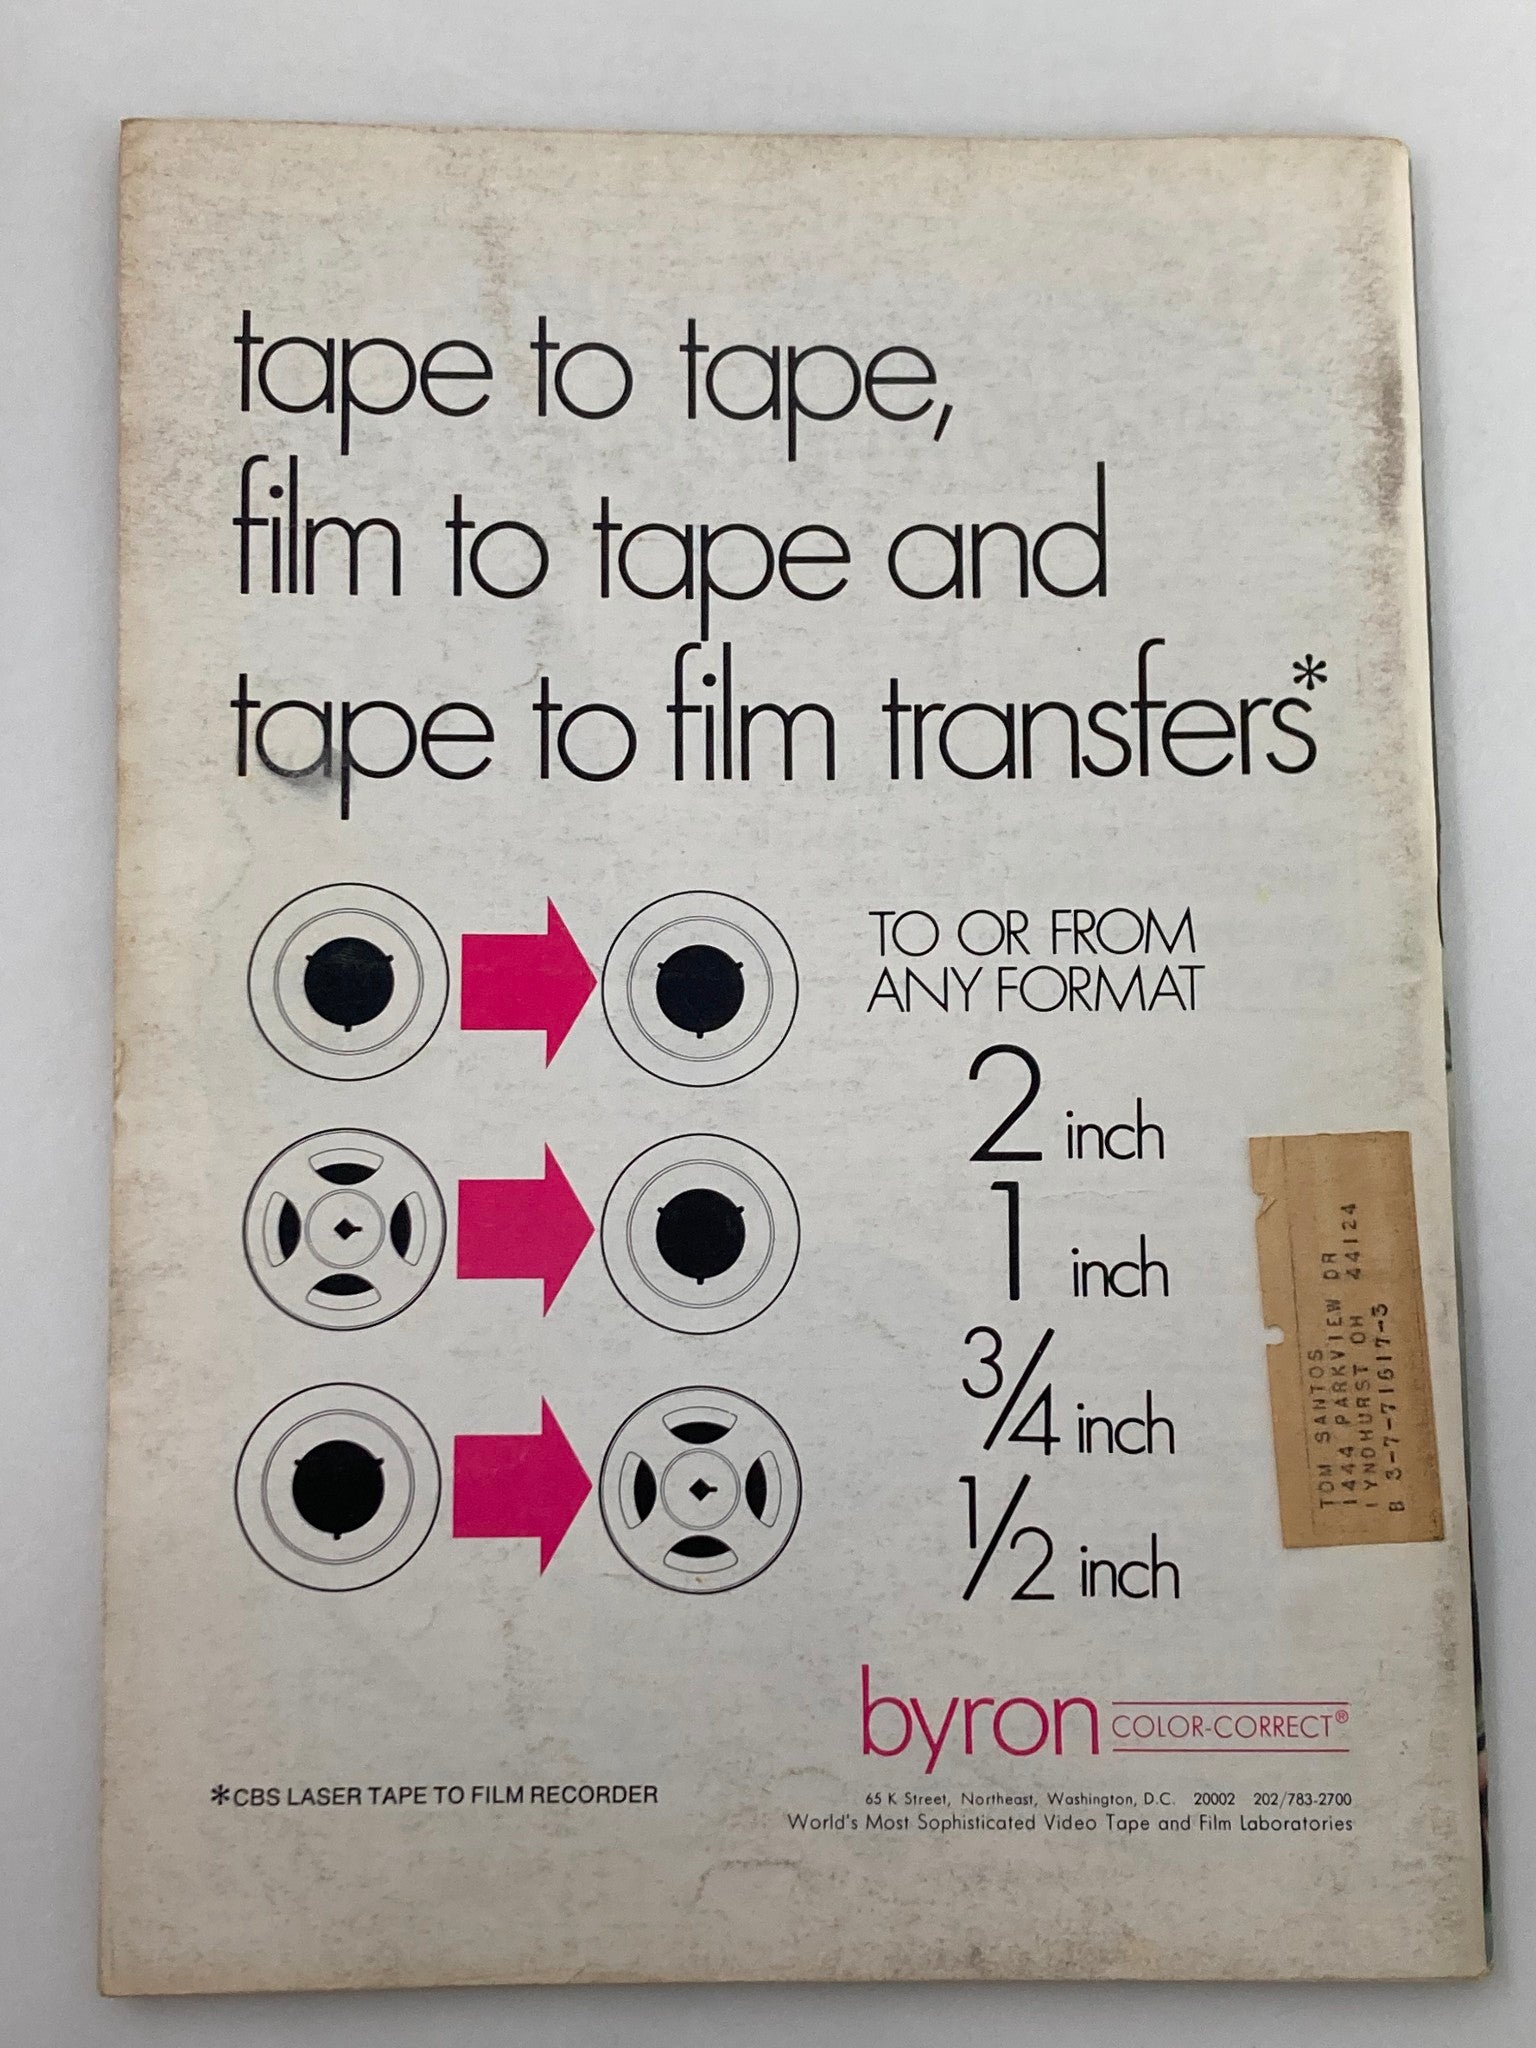 tape to tape,
film to tape and
tape to film transfers*
TO OR FROM
ANY FORMAT
2 inch
1 inch
3/4 inch
1/2 inch
TOM SANTOS
1444 PARKVIEW DR
LYNDHURST OH 44124
B 3-7-71617-3
byron COLOR-CORRECT®
*CBS LASER TAPE TO FILM RECORDER
65 K Street, Northeast, Washington, D.C. 20002 202/783-2700
World's Most Sophisticated Video Tape and Film Laboratories